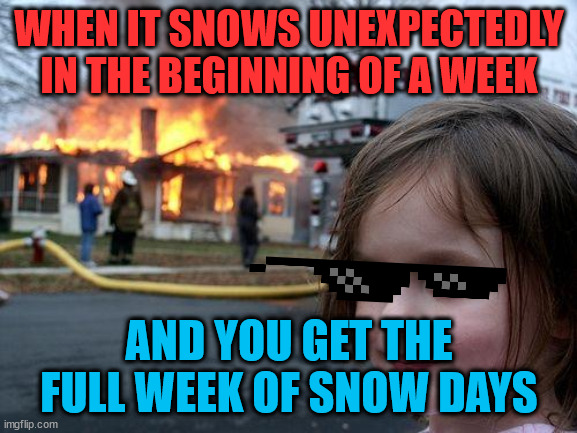 WHEN IT SNOWS UNEXPECTEDLY
IN THE BEGINNING OF A WEEK
AND YOU GET THE
FULL WEEK OF SNOW DAYS
imgflip.com